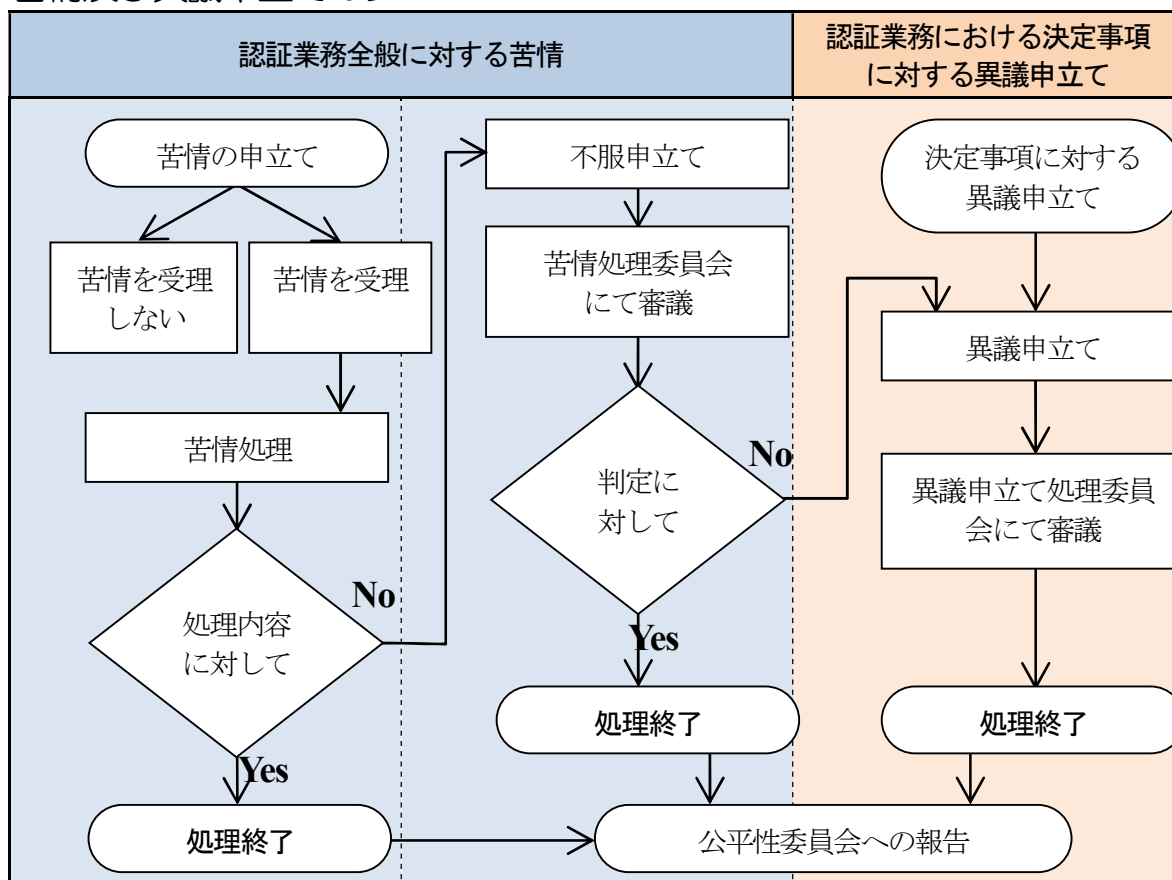 認証業務全般に対する苦情
認証業務における決定事項
に対する異議申立て
苦情の申立て
苦情を受理
しない
苦情を受理
苦情処理
処理内容
に対して
No
Yes
処理終了
不服申立て
苦情処理委員会
にて審議
判定に
対して
No
Yes
処理終了
決定事項に対する
異議申立て
異議申立て
異議申立て処理委員
会にて審議
処理終了
公平性委員会への報告